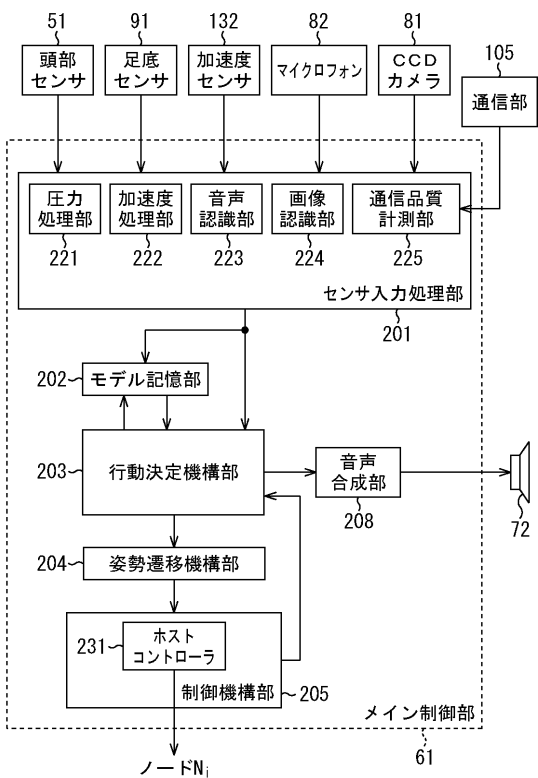 51
91
132
82
81
105
頭部
センサ
足底
センサ
加速度
センサ
マイクロフォン
CCD
カメラ
通信部
圧力
処理部
加速度
処理部
音声
認識部
画像
認識部
通信品質
計測部
221
222
223
224
225
センサ入力処理部
201
202
モデル記憶部
203
行動決定機構部
音声
合成部
208
72
204
姿勢遷移機構部
231
ホスト
コントローラ
制御機構部
205
メイン制御部
61
ノードNi